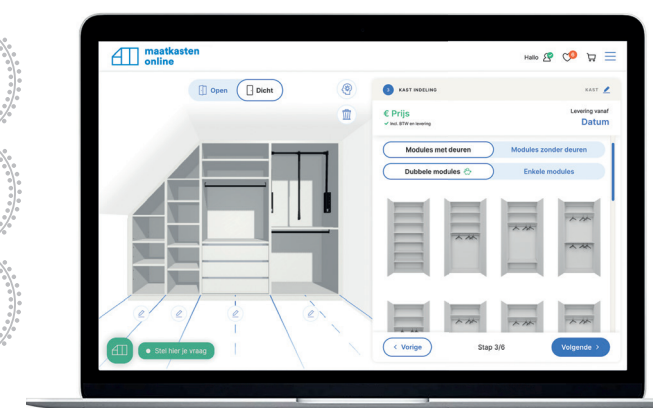 maatkasten
online
Hallo
Open
Dicht
KAST INDELING
KAST
€ Prijs
Incl. BTW en levering
Levering vanaf
Datum
Modules met deuren
Modules zonder deuren
Dubbele modules
Enkele modules
Stel hier je vraag
Vorige
Stap 3/6
Volgende